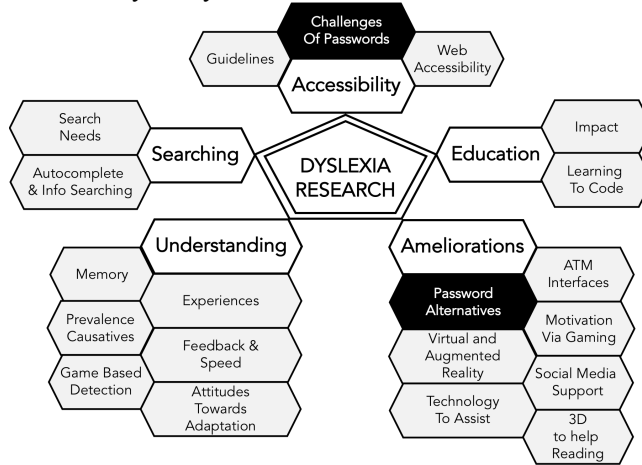 Challenges
Of Passwords
Guidelines
Web
Accessibility
Accessibility
Search
Needs
Autocomplete
& Info Searching
Searching
DYSLEXIA
RESEARCH
Education
Impact
Learning
To Code
Understanding
Memory
Experiences
Prevalence
Causatives
Feedback &
Speed
Game Based
Detection
Attitudes
Towards
Adaptation
Ameliorations
Password
Alternatives
ATM
Interfaces
Virtual and
Augmented
Reality
Motivation
Via Gaming
Technology
To Assist
Social Media
Support
3D
to help
Reading